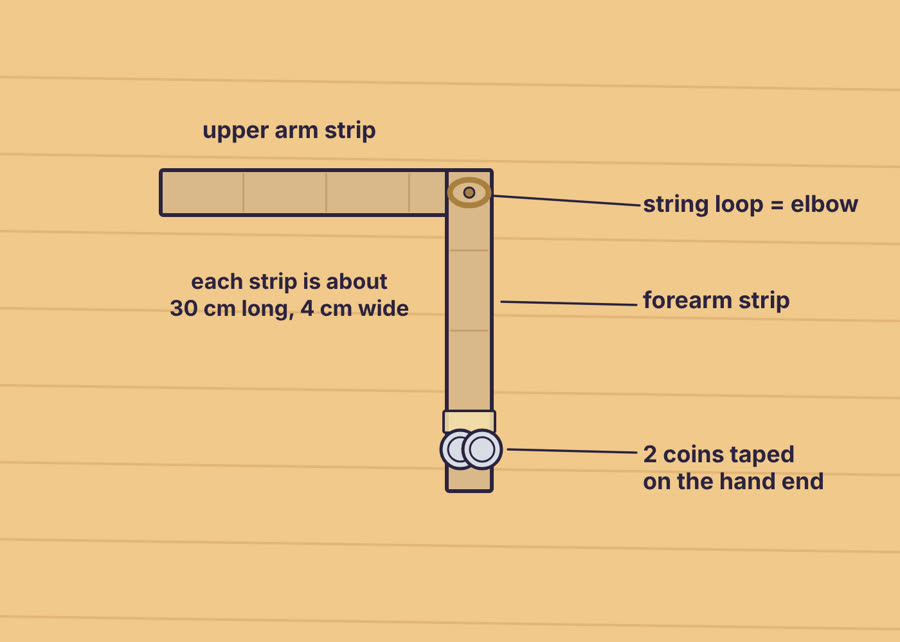 upper arm strip
string loop = elbow
each strip is about
30 cm long, 4 cm wide
forearm strip
2 coins taped
on the hand end